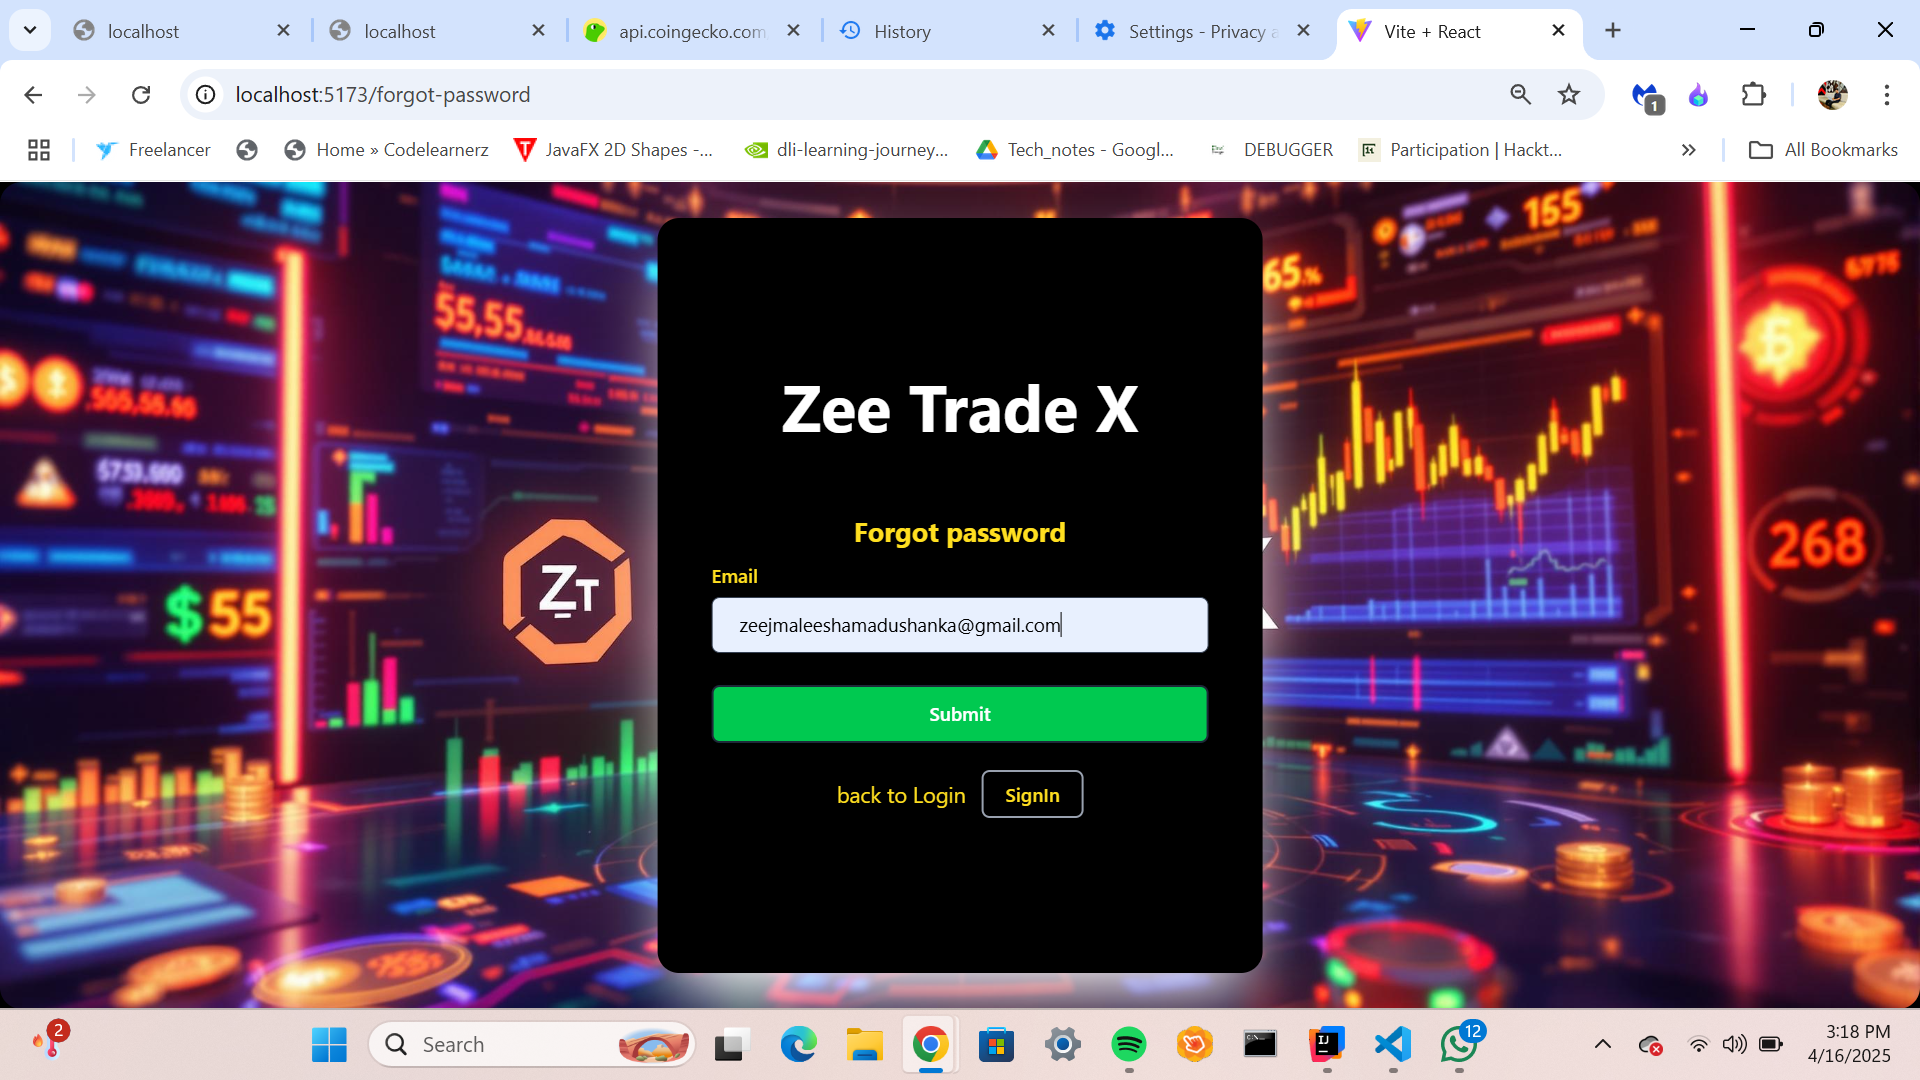 localhost
localhost
api.coingecko.com
History
Settings - Privacy a
Vite + React
localhost:5173/forgot-password
1
Freelancer
Home » Codelearnerz
JavaFX 2D Shapes -...
dli-learning-journey...
Tech_notes - Googl...
DEBUGGER
Participation | Hackt...
All Bookmarks
155
65.%
55,55
$753.000
$55
268
ZT
Zee Trade X
Forgot password
Email
zeejmaleeshamadushanka@gmail.com
Submit
back to Login
SignIn
2
Search
12
3:18 PM
4/16/2025